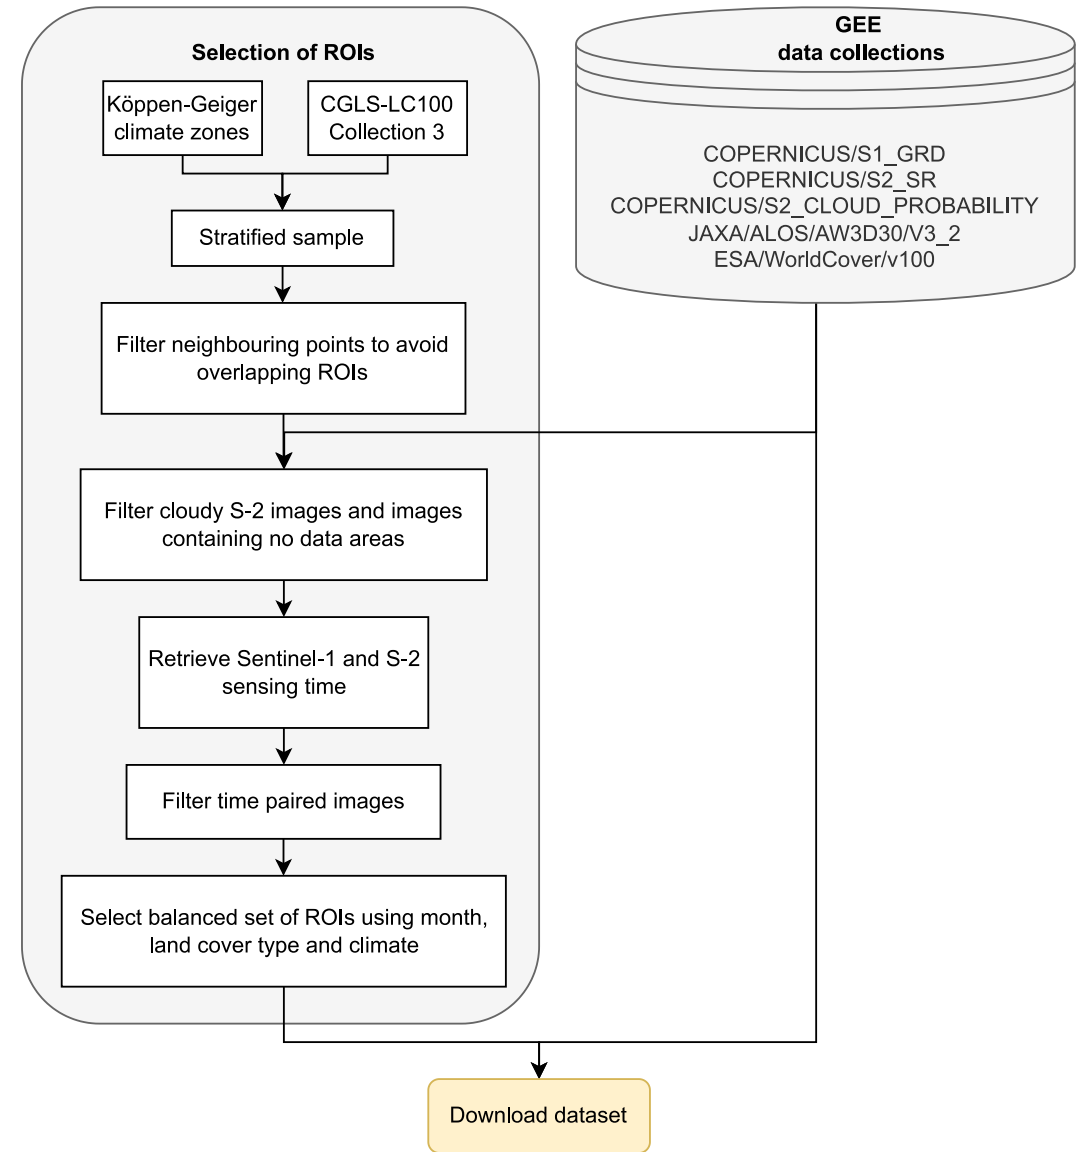 Selection of ROIs
Köppen-Geiger
climate zones
CGLS-LC100
Collection 3
Stratified sample
Filter neighbouring points to avoid
overlapping ROIs
Filter cloudy S-2 images and images
containing no data areas
Retrieve Sentinel-1 and S-2
sensing time
Filter time paired images
Select balanced set of ROIs using month,
land cover type and climate
GEE
data collections
COPERNICUS/S1_GRD
COPERNICUS/S2_SR
COPERNICUS/S2_CLOUD_PROBABILITY
JAXA/ALOS/AW3D30/V3_2
ESA/WorldCover/v100
Download dataset